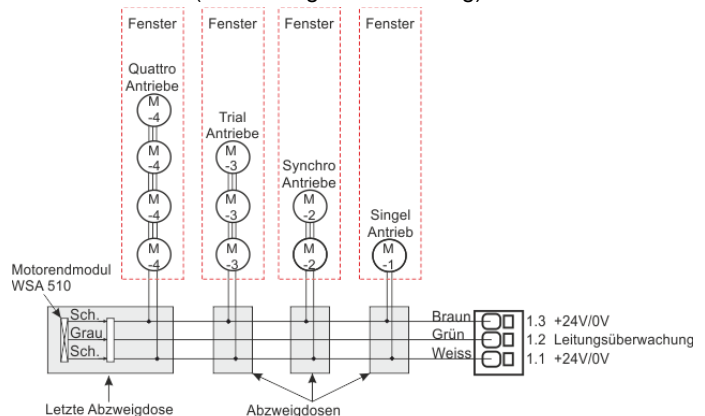 Fenster
Fenster
Fenster
Fenster
Quattro
Antriebe
M
-4
M
-4
M
-4
M
-4
Trial
Antriebe
M
-3
M
-3
M
-3
Synchro
Antriebe
M
-2
M
-2
Singel
Antrieb
M
-1
Motorendmodul
WSA 510
Sch.
Grau
Sch.
Braun
Grün
Weiss
1.3 +24V/0V
1.2 Leitungsüberwachung
1.1 +24V/0V
Letzte Abzweigdose
Abzweigdosen